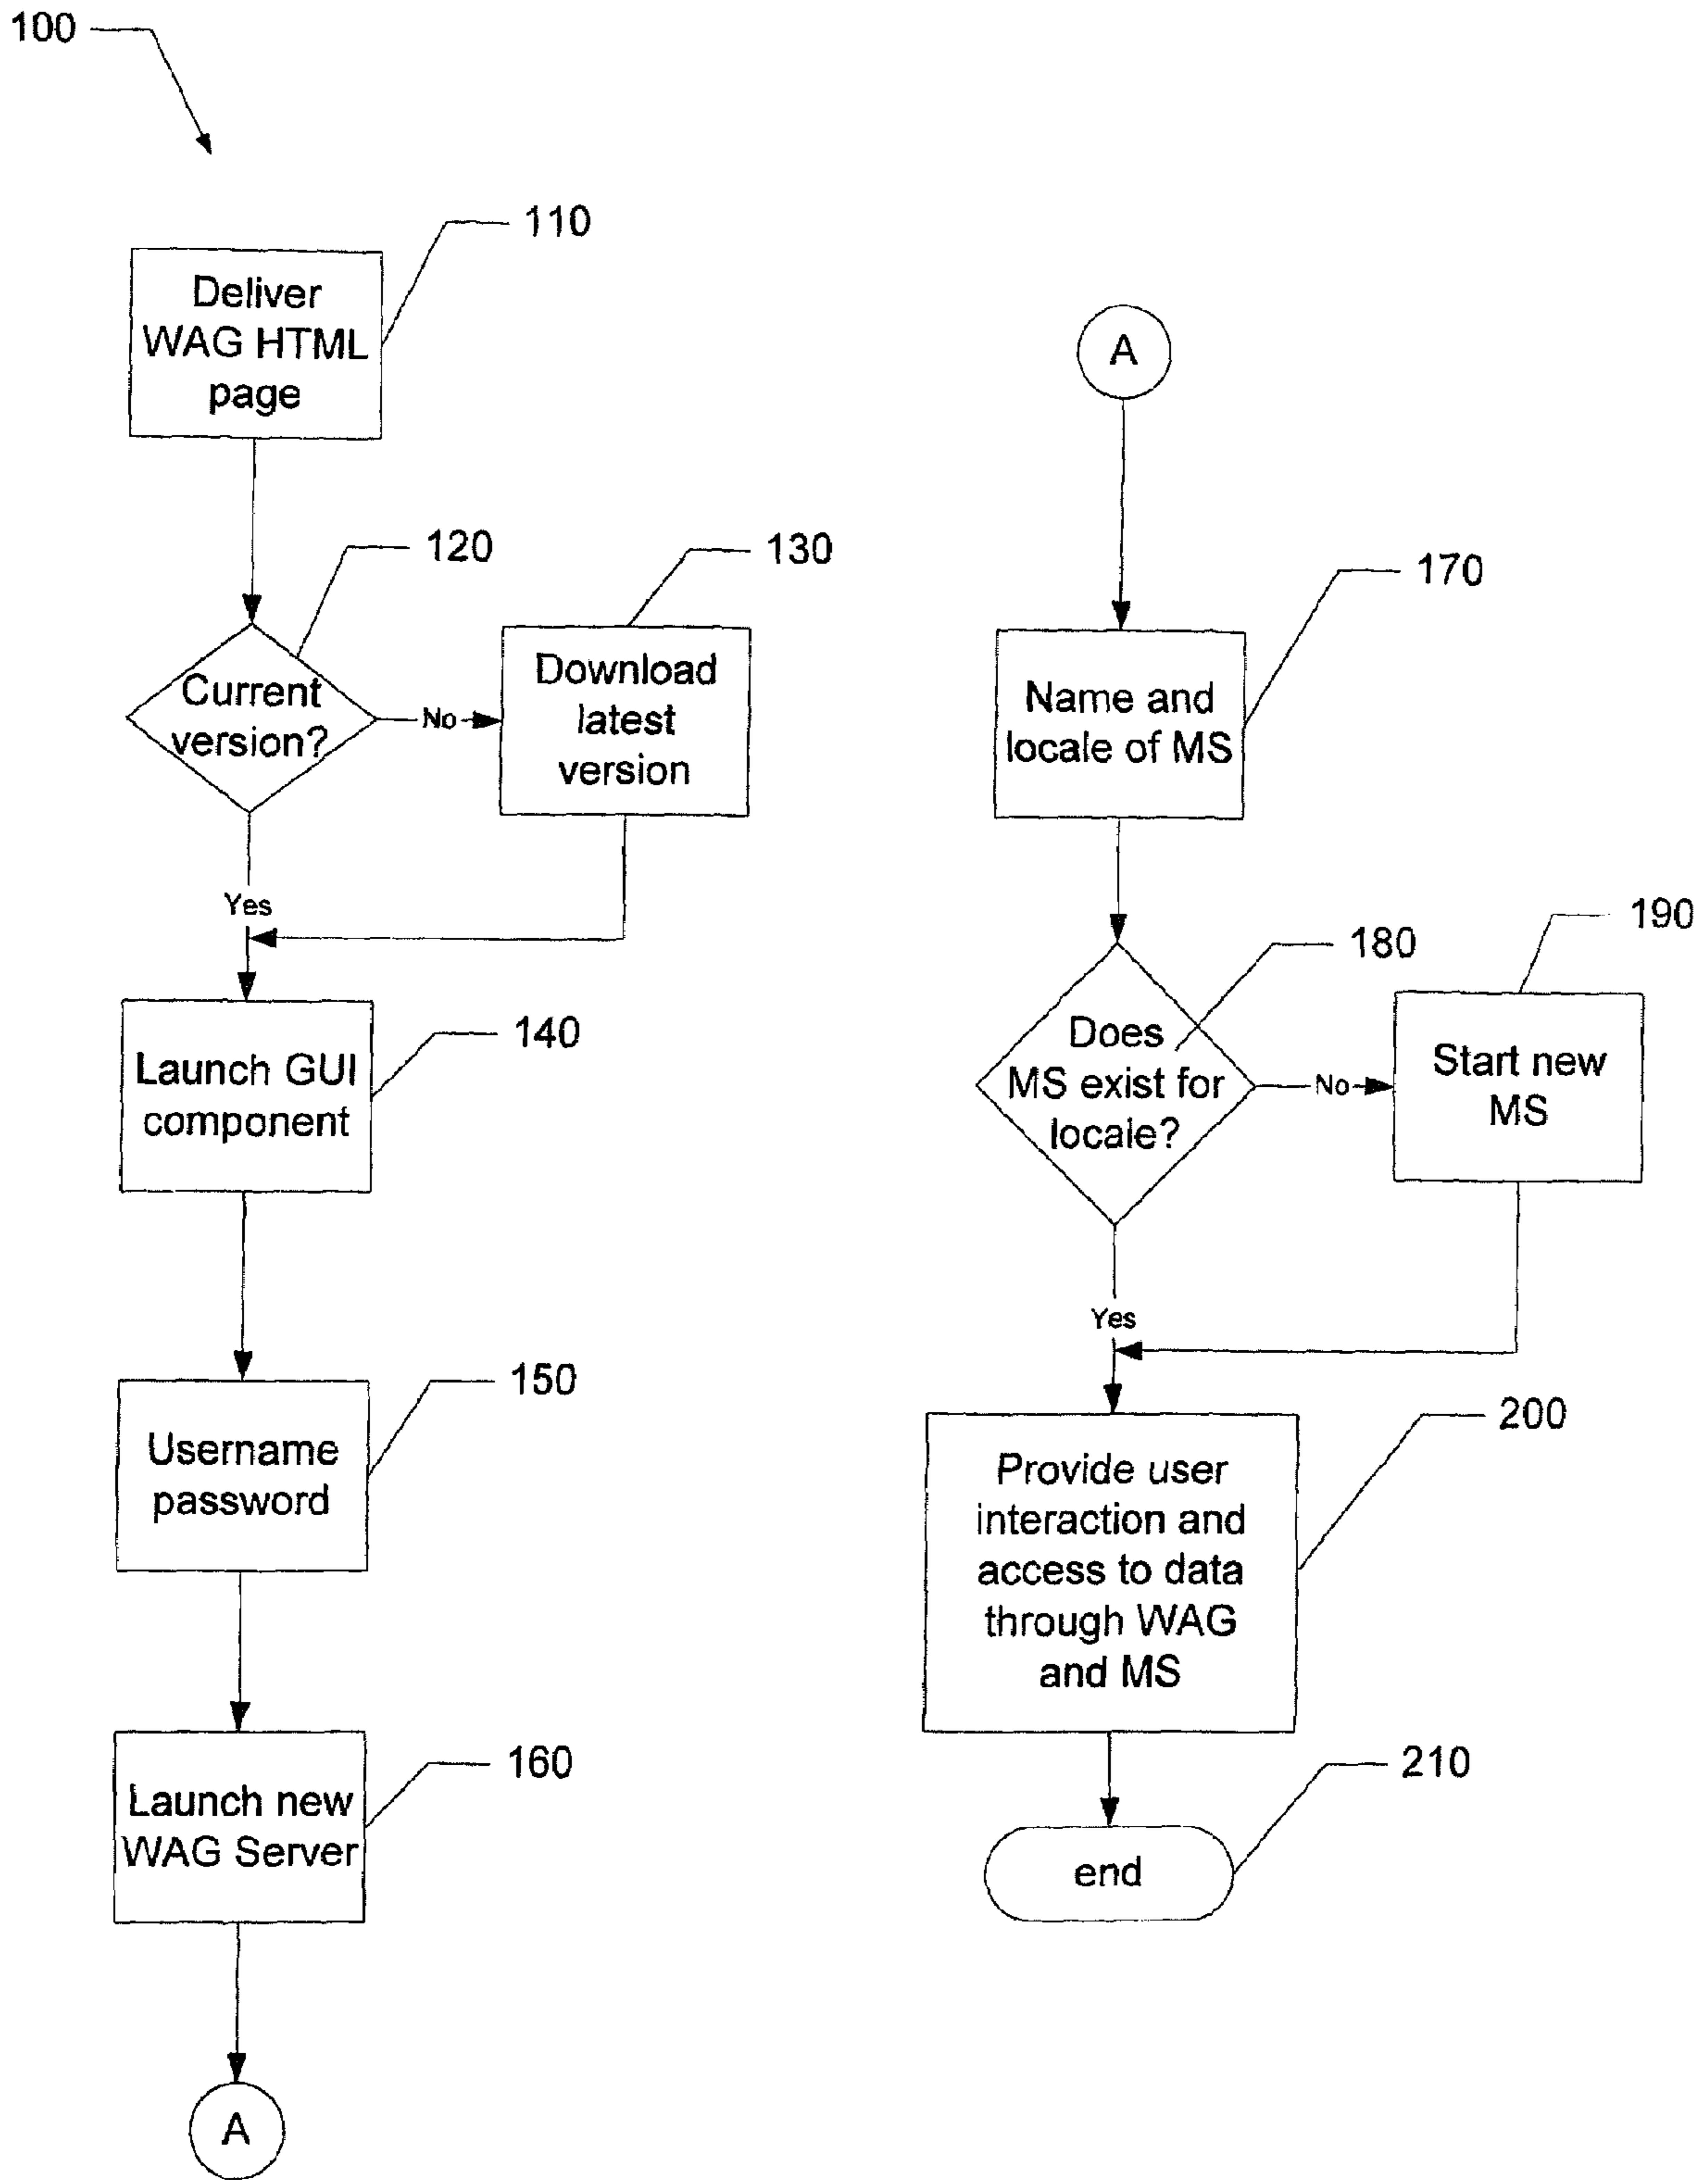 100
110
Deliver
WAG HTML
page
120
Current
version?
No
130
Download
latest
version
Yes
140
Launch GUI
component
150
Username
password
160
Launch new
WAG Server
A
A
170
Name and
locale of MS
180
Does
MS exist for
locale?
No
190
Start new
MS
Yes
200
Provide user
interaction and
access to data
through WAG
and MS
210
end